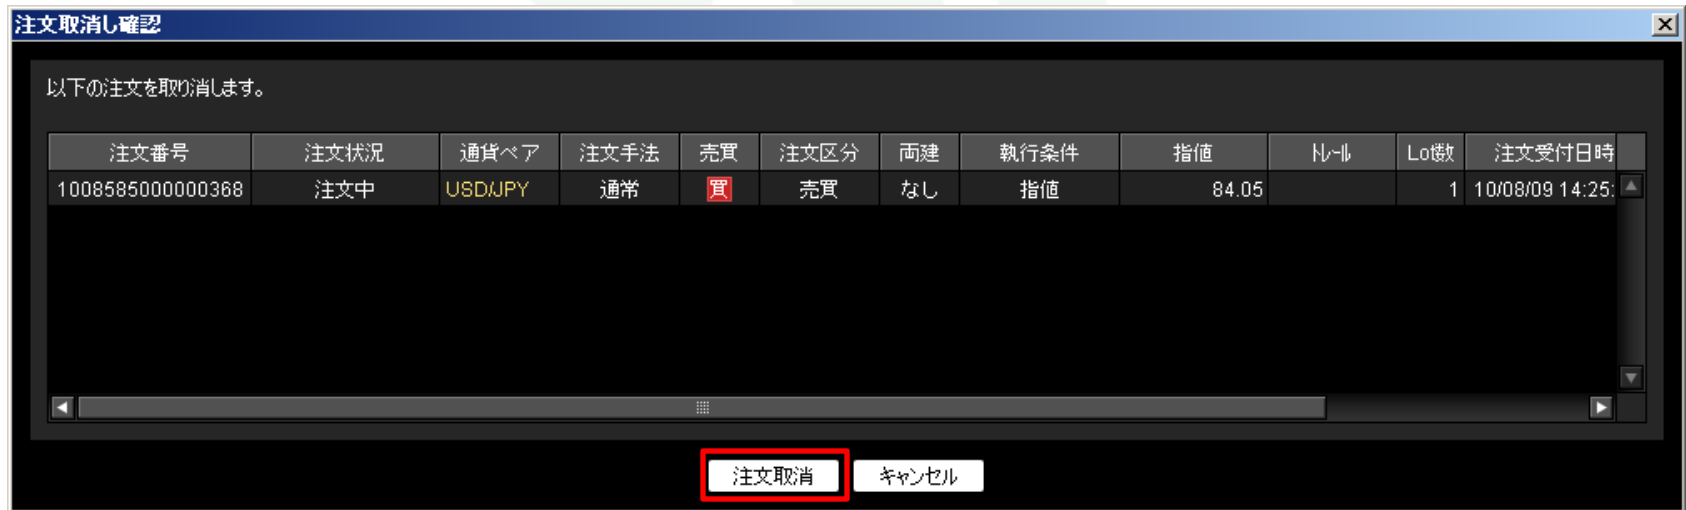 注文取消し確認
以下の注文を取り消します。
注文番号 注文状況 通貨ペア 注文手法 売買 注文区分 両建 執行条件 指値 トレール Lot数 注文受付日時
1008585000000368 注文中 USD/JPY 通常 買 売買 なし 指値 84.05 1 10/08/09 14:25:
注文取消 キャンセル